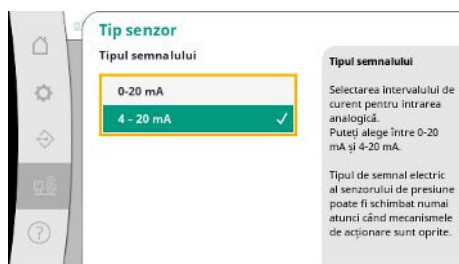 Tip senzor
Tipul semnalului
0-20 mA
4 – 20 mA
Tipul semnalului
Selectarea intervalului de
curent pentru intrarea
analogică.
Puteți alege între 0-20
mA și 4-20 mA.
Tipul de semnal electric
al senzorului de presiune
poate fi schimbat numai
atunci când mecanismele
de acționare sunt oprite.